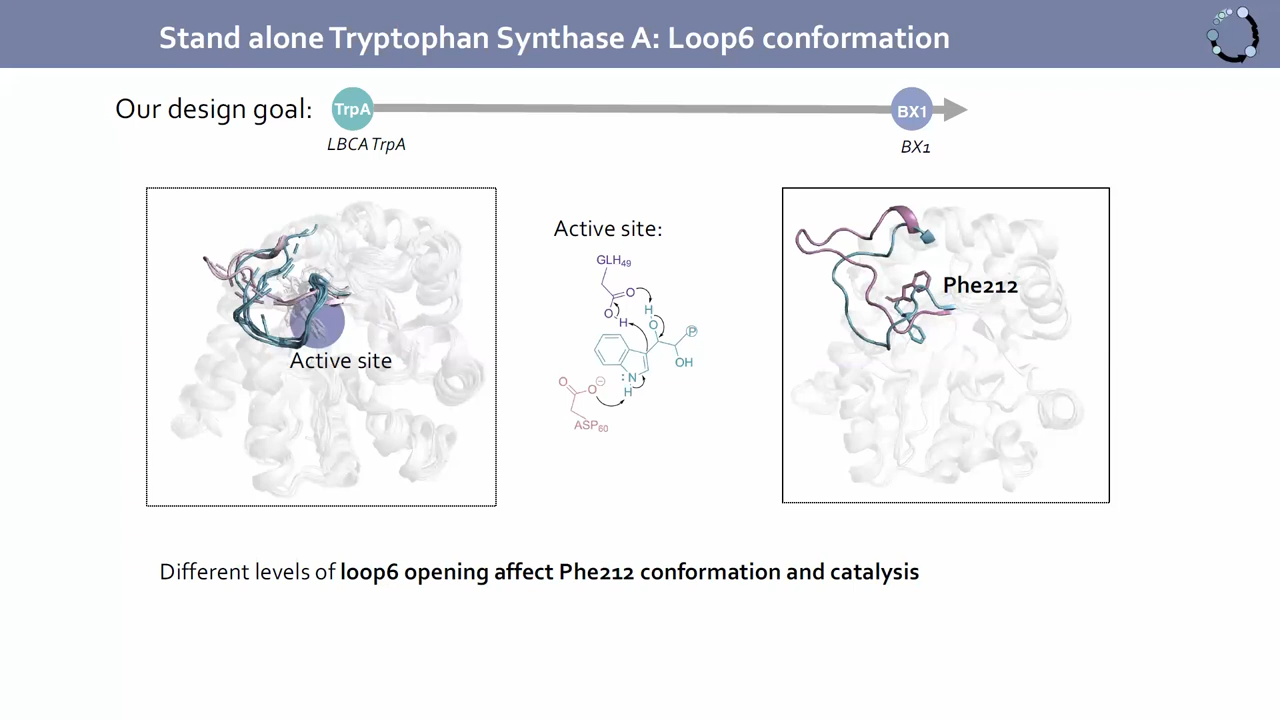 Stand alone Tryptophan Synthase A: Loop6 conformation
Our design goal:
TrpA
BX1
LBCA TrpA
BX1
Active site
Active site:
GLH49
O
O
H
H
O
P
OH
:N
H
O
O
−
ASP60
Phe212
Different levels of loop6 opening affect Phe212 conformation and catalysis